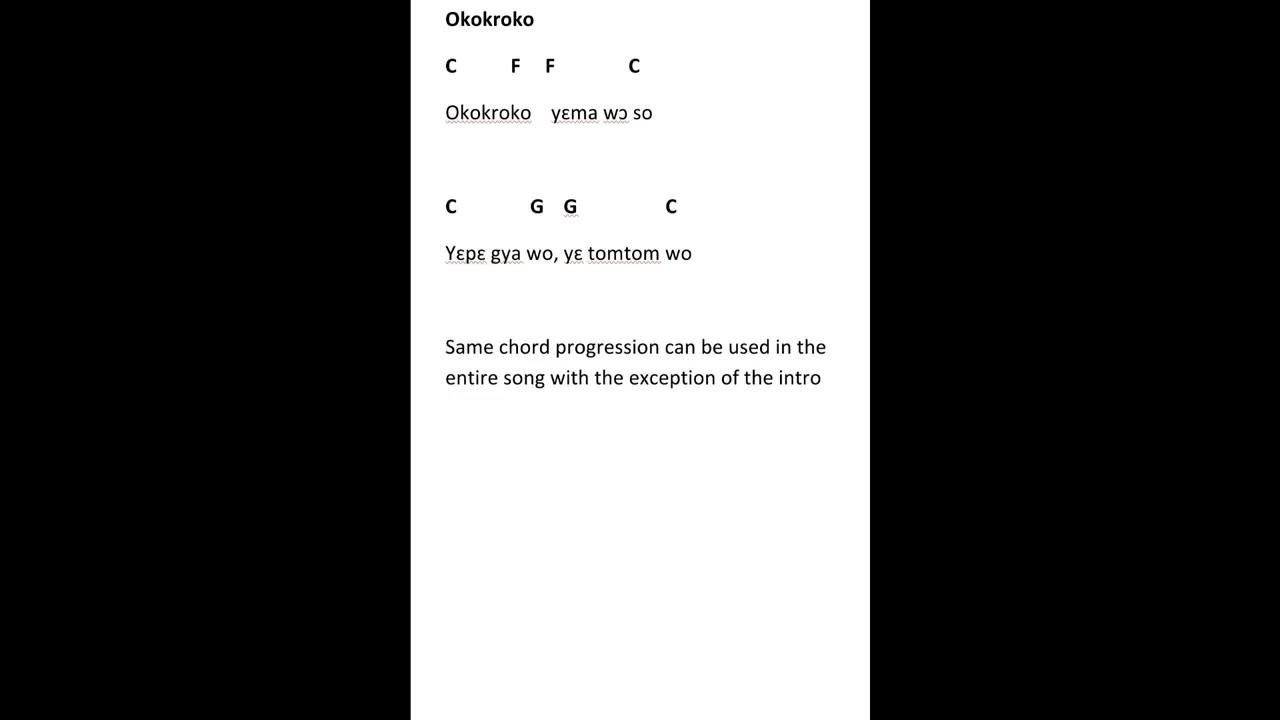 Okokroko
C F F C
Okokroko yɛma wɔ so
C G G C
Yɛpɛ gya wo, yɛ tomtom wo
Same chord progression can be used in the
entire song with the exception of the intro